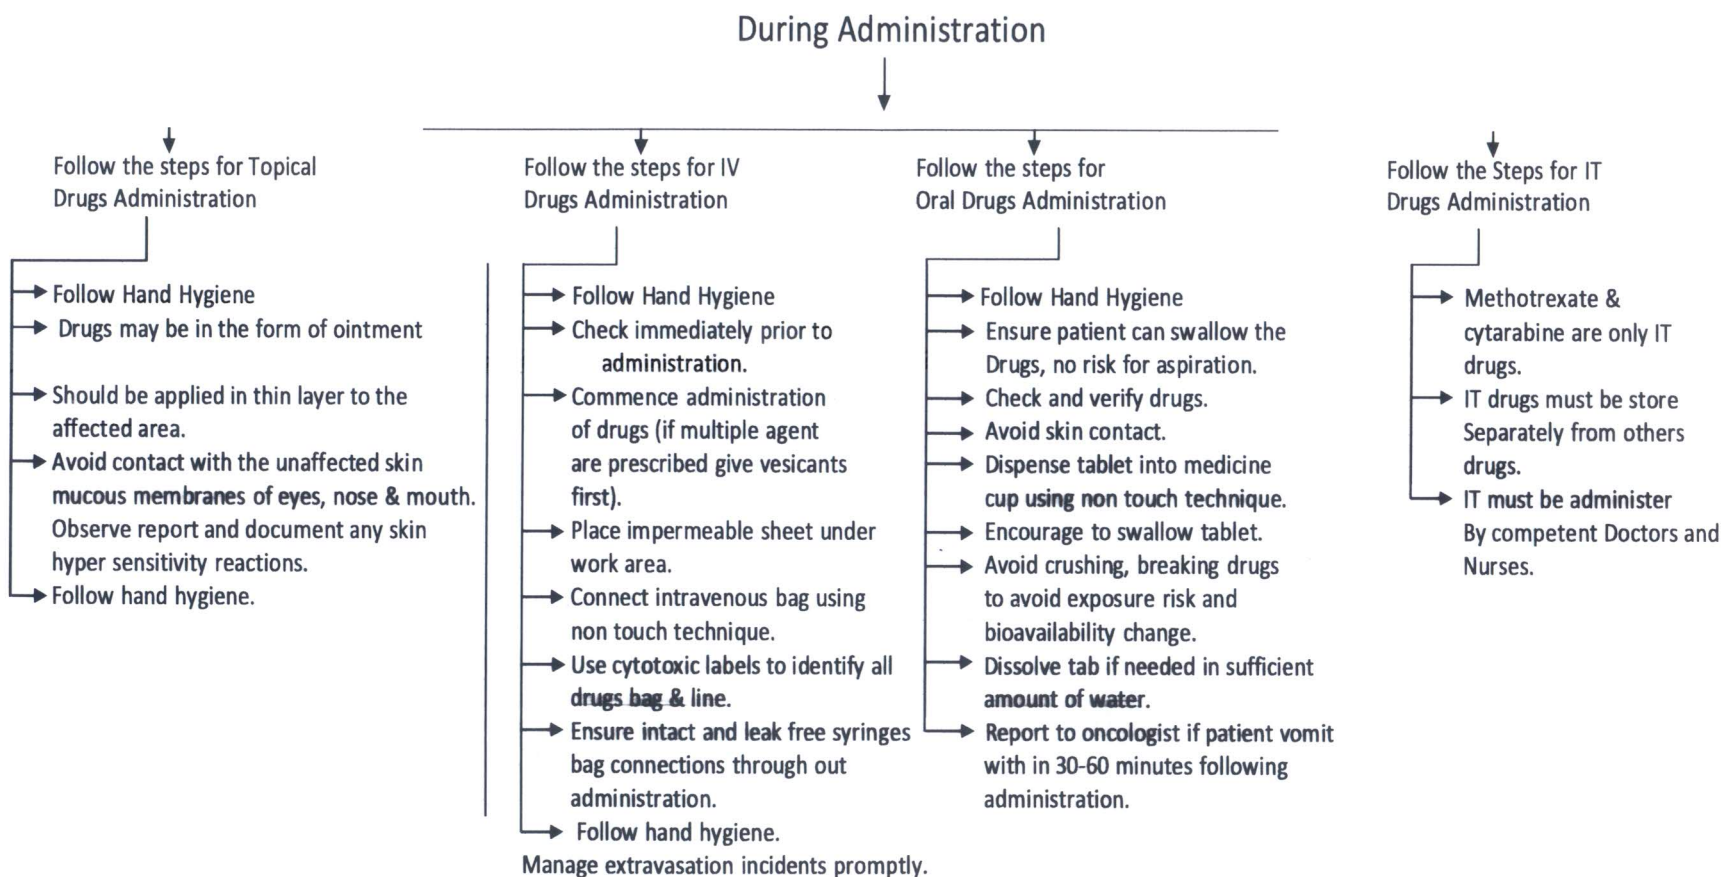 During Administration
Follow the steps for Topical
Drugs Administration
Follow Hand Hygiene
Drugs may be in the form of ointment
Should be applied in thin layer to the
affected area.
Avoid contact with the unaffected skin
mucous membranes of eyes, nose & mouth.
Observe report and document any skin
hyper sensitivity reactions.
Follow hand hygiene.
Follow the steps for IV
Drugs Administration
Follow Hand Hygiene
Check immediately prior to
administration.
Commence administration
of drugs (if multiple agent
are prescribed give vesicants
first).
Place impermeable sheet under
work area.
Connect intravenous bag using
non touch technique.
Use cytotoxic labels to identify all
drugs bag & line.
Ensure intact and leak free syringes
bag connections through out
administration.
Follow hand hygiene.
Manage extravasation incidents promptly.
Follow the steps for
Oral Drugs Administration
Follow Hand Hygiene
Ensure patient can swallow the
Drugs, no risk for aspiration.
Check and verify drugs.
Avoid skin contact.
Dispense tablet into medicine
cup using non touch technique.
Encourage to swallow tablet.
Avoid crushing, breaking drugs
to avoid exposure risk and
bioavailability change.
Dissolve tab if needed in sufficient
amount of water.
Report to oncologist if patient vomit
with in 30-60 minutes following
administration.
Follow the Steps for IT
Drugs Administration
Methotrexate &
cytarabine are only IT
drugs.
IT drugs must be store
Separately from others
drugs.
IT must be administer
By competent Doctors and
Nurses.